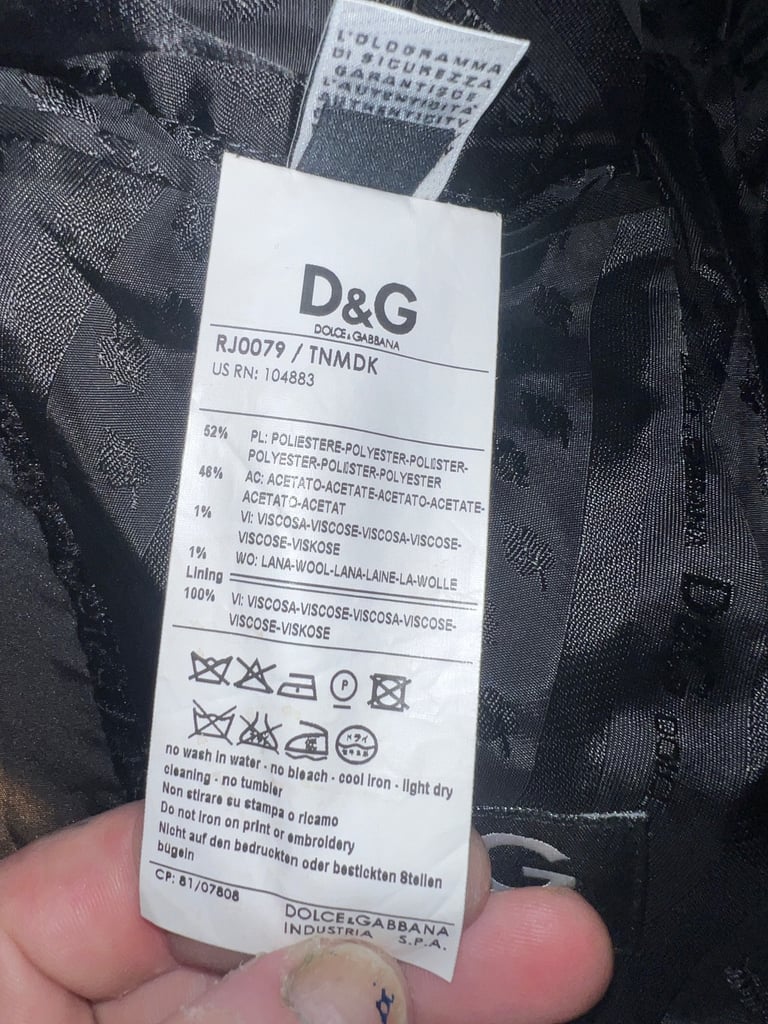 L'OLOGRAMMA
DI SICUREZZA
GARANTISCE
L'AUTENTICITA'
AUTHENTICITY
D&G
DOLCE&GABBANA
RJ0079 / TNMDK
US RN: 104883
52% PL: POLIESTERE-POLYESTER-POLIESTER-
POLYESTER-POLIESTER-POLYESTER
46% AC: ACETATO-ACETATE-ACETATO-ACETATE-
ACETATO-ACETAT
1% VI: VISCOSA-VISCOSE-VISCOSA-VISCOSE-
VISCOSE-VISKOSE
1% WO: LANA-WOOL-LANA-LAINE-LA-WOLLE
Lining
100% VI: VISCOSA-VISCOSE-VISCOSA-VISCOSE-
VISCOSE-VISKOSE
P
no wash in water - no bleach - cool iron - light dry
cleaning - no tumbler
Non stirare su stampa o ricamo
Do not iron on print or embroidery
Nicht auf den bedruckten oder bestickten Stellen
bugeln
CP: 81/07808
DOLCE&GABBANA
INDUSTRIA S.P.A.
G